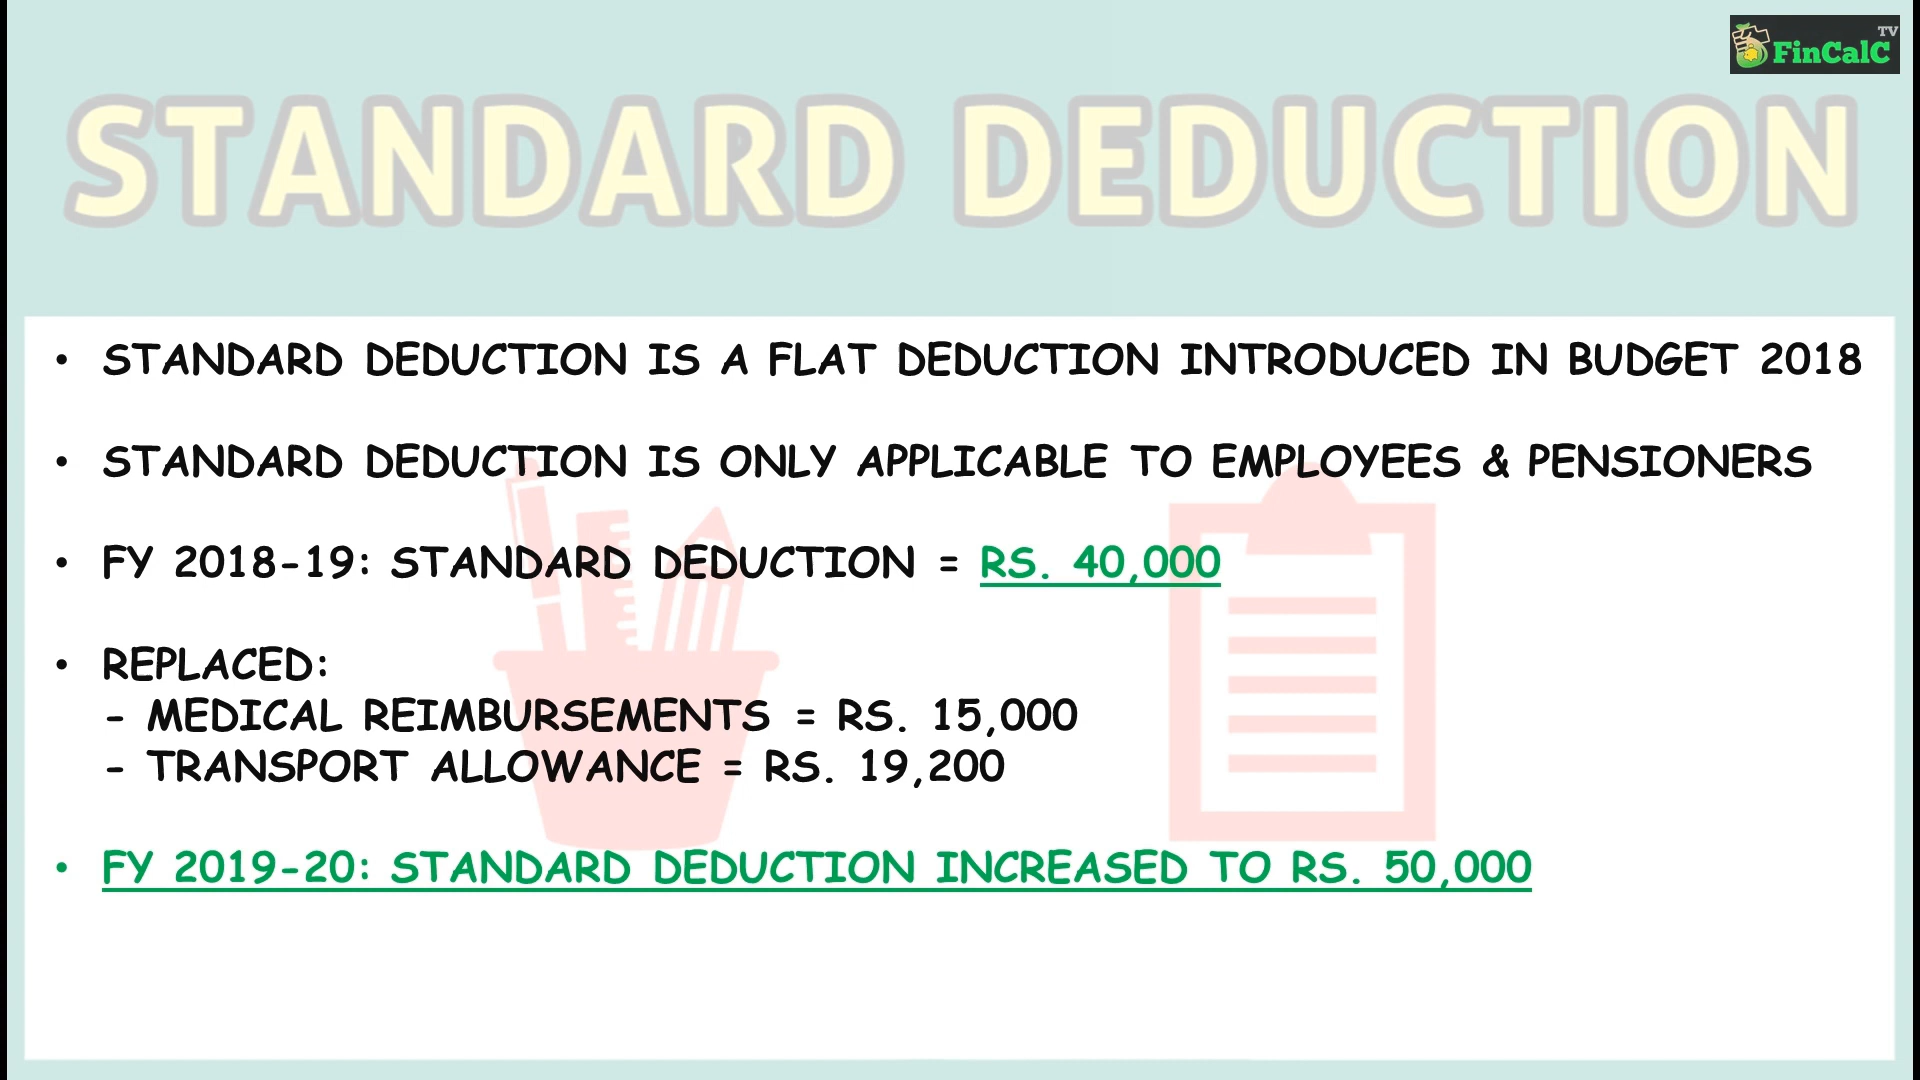 TV
FinCalC
STANDARD DEDUCTION
• STANDARD DEDUCTION IS A FLAT DEDUCTION INTRODUCED IN BUDGET 2018
• STANDARD DEDUCTION IS ONLY APPLICABLE TO EMPLOYEES & PENSIONERS
• FY 2018-19: STANDARD DEDUCTION = RS. 40,000
• REPLACED:
- MEDICAL REIMBURSEMENTS = RS. 15,000
- TRANSPORT ALLOWANCE = RS. 19,200
• FY 2019-20: STANDARD DEDUCTION INCREASED TO RS. 50,000